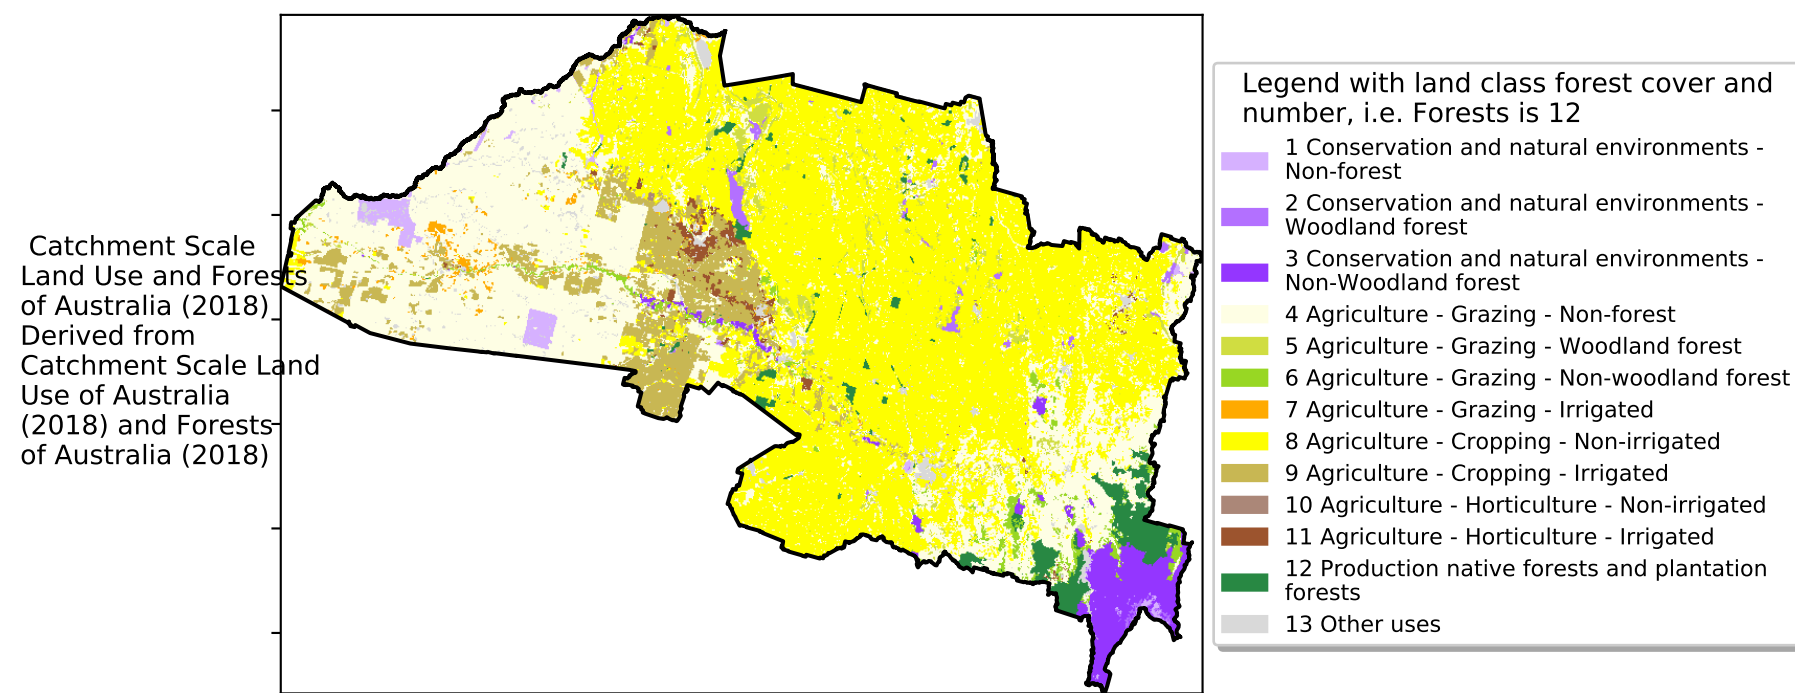 Catchment Scale
Land Use and Forests
of Australia (2018)
Derived from
Catchment Scale Land
Use of Australia
(2018) and Forests
of Australia (2018)
Legend with land class forest cover and
number, i.e. Forests is 12
1 Conservation and natural environments -
Non-forest
2 Conservation and natural environments -
Woodland forest
3 Conservation and natural environments -
Non-Woodland forest
4 Agriculture - Grazing - Non-forest
5 Agriculture - Grazing - Woodland forest
6 Agriculture - Grazing - Non-woodland forest
7 Agriculture - Grazing - Irrigated
8 Agriculture - Cropping - Non-irrigated
9 Agriculture - Cropping - Irrigated
10 Agriculture - Horticulture - Non-irrigated
11 Agriculture - Horticulture - Irrigated
12 Production native forests and plantation
forests
13 Other uses